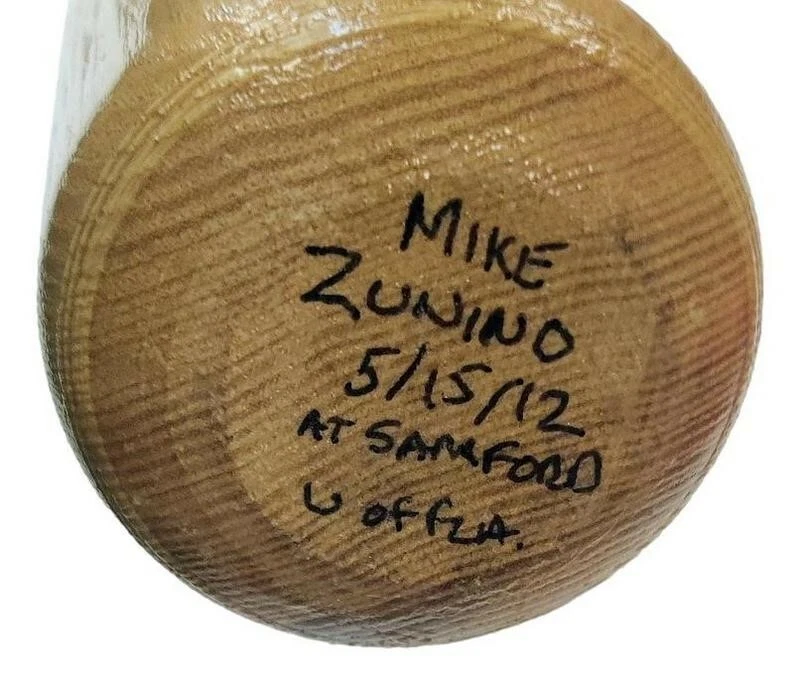 MIKE
ZUNINO
5/15/12
AT SAMFORD
U OF FLA.